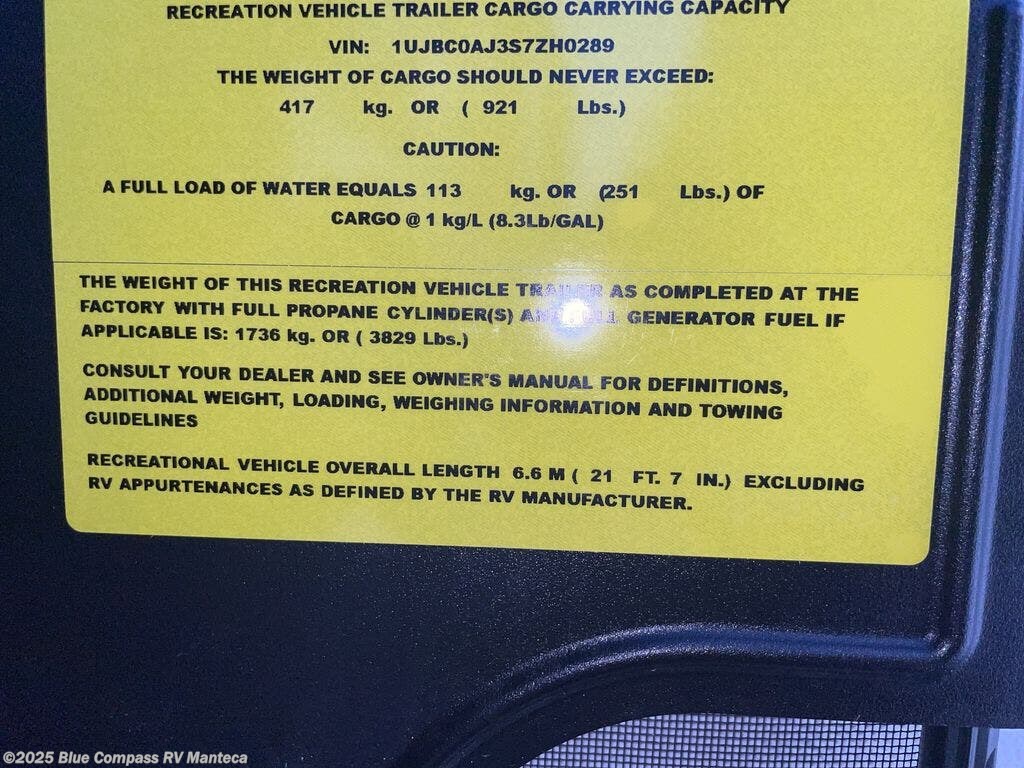 RECREATION VEHICLE TRAILER CARGO CARRYING CAPACITY
VIN: 1UJBC0AJ3S7ZH0289
THE WEIGHT OF CARGO SHOULD NEVER EXCEED:
417 kg. OR ( 921 Lbs.)
CAUTION:
A FULL LOAD OF WATER EQUALS 113 kg. OR (251 Lbs.) OF
CARGO @ 1 kg/L (8.3Lb/GAL)
THE WEIGHT OF THIS RECREATION VEHICLE TRAILER AS COMPLETED AT THE
FACTORY WITH FULL PROPANE CYLINDER(S) AND FULL GENERATOR FUEL IF
APPLICABLE IS: 1736 kg. OR ( 3829 Lbs.)
CONSULT YOUR DEALER AND SEE OWNER'S MANUAL FOR DEFINITIONS,
ADDITIONAL WEIGHT, LOADING, WEIGHING INFORMATION AND TOWING
GUIDELINES
RECREATIONAL VEHICLE OVERALL LENGTH 6.6 M ( 21 FT. 7 IN.) EXCLUDING
RV APPURTENANCES AS DEFINED BY THE RV MANUFACTURER.
©2025 Blue Compass RV Manteca